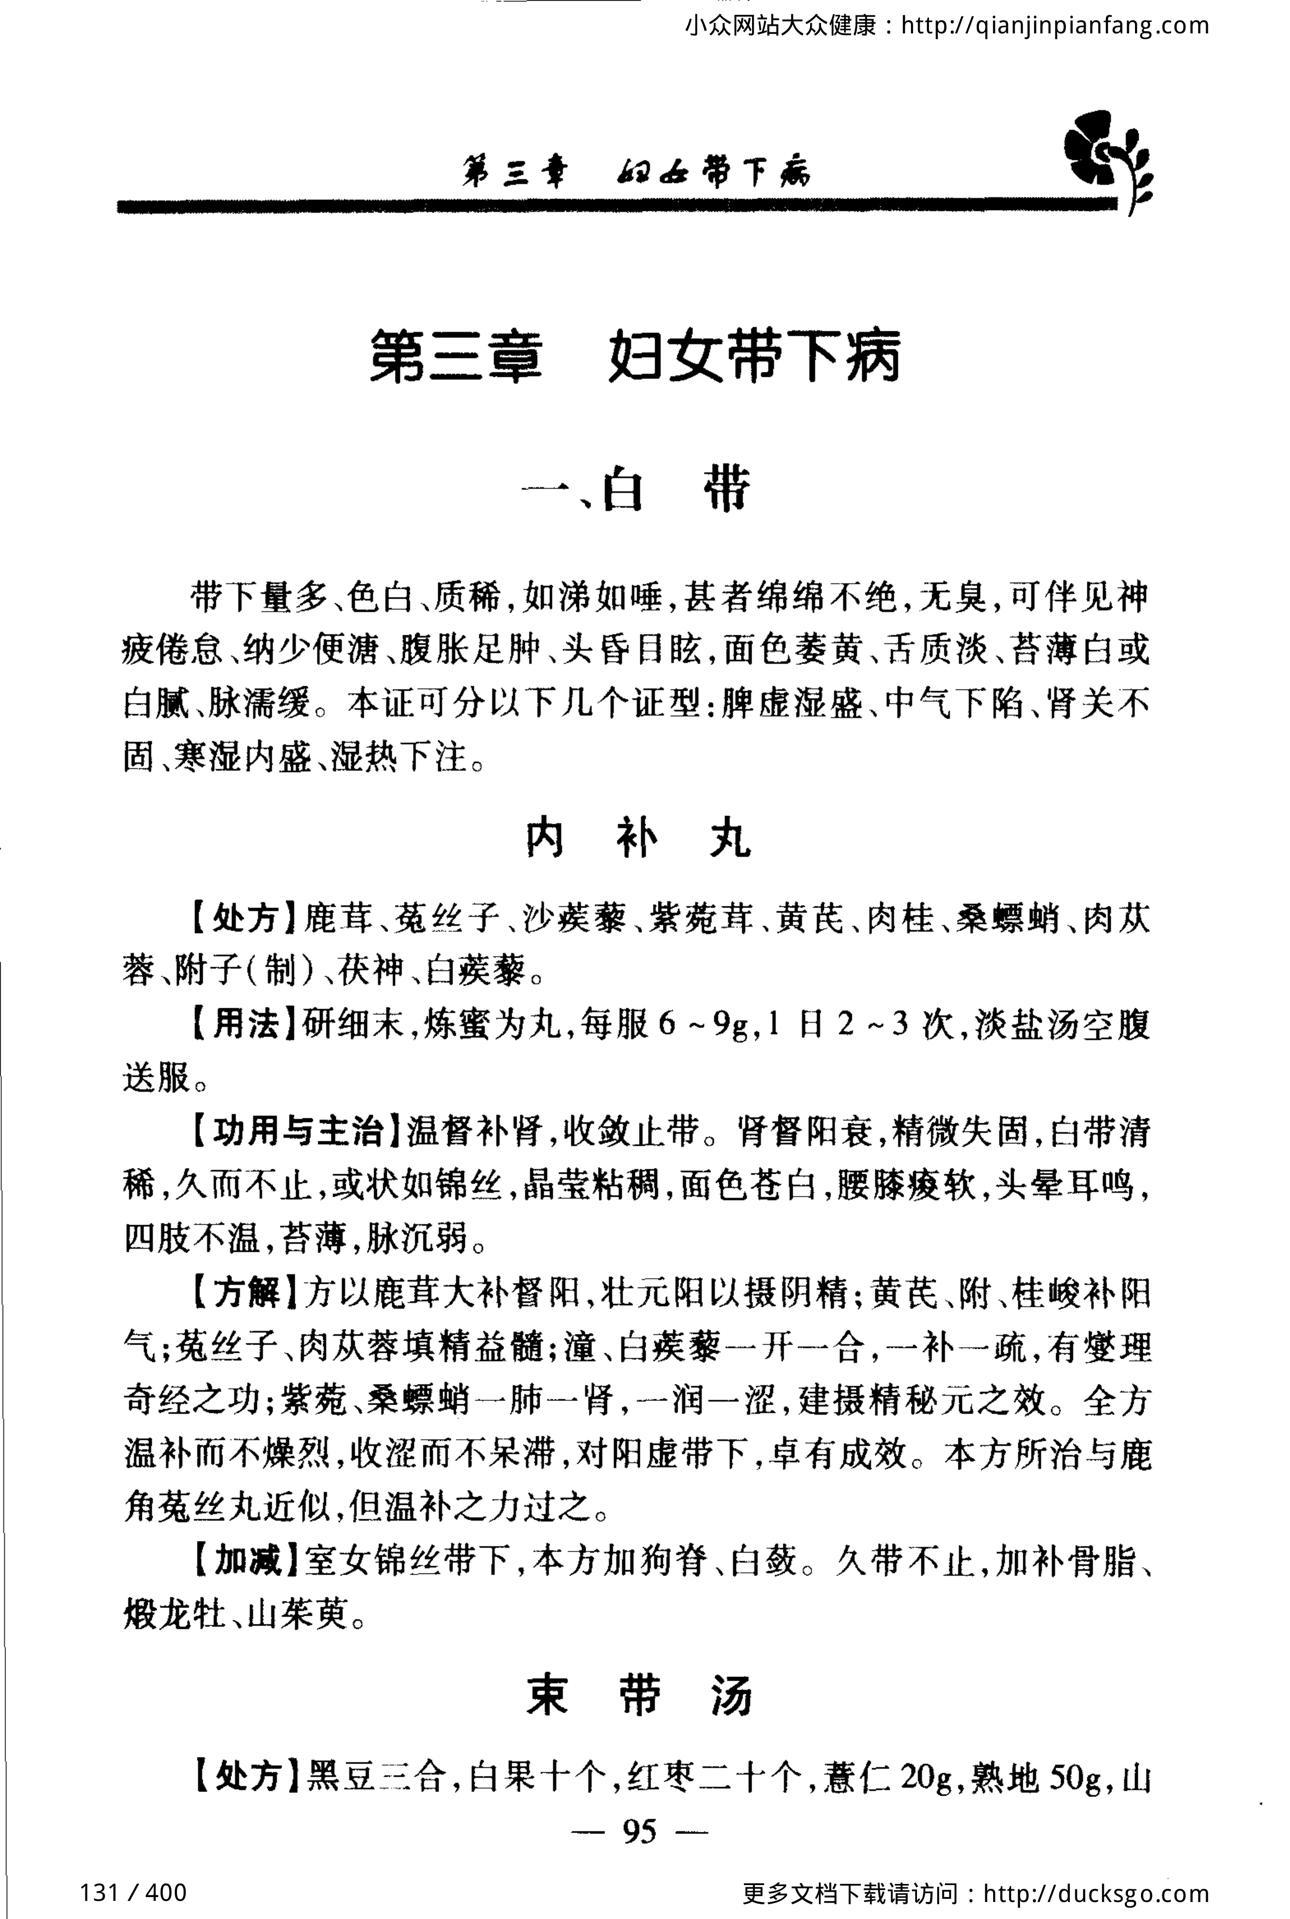 小众网站大众健康：http://qianjinpianfang.com
第三章 妇女带下病
第三章 妇女带下病
一、白 带
带下量多、色白、质稀，如涕如唾，甚者绵绵不绝，无臭，可伴见神
疲倦怠、纳少便溏、腹胀足肿、头昏目眩，面色萎黄、舌质淡、苔薄白或
白腻、脉濡缓。本证可分以下几个证型：脾虚湿盛、中气下陷、肾关不
固、寒湿内盛、湿热下注。
内 补 丸
【处方】鹿茸、菟丝子、沙蒺藜、紫菀茸、黄芪、肉桂、桑螵蛸、肉苁
蓉、附子（制）、茯神、白蒺藜。
【用法】研细末，炼蜜为丸，每服 6～9g，1 日 2～3 次，淡盐汤空腹
送服。
【功用与主治】温督补肾，收敛止带。肾督阳衰，精微失固，白带清
稀，久而不止，或状如锦丝，晶莹粘稠，面色苍白，腰膝痠软，头晕耳鸣，
四肢不温，苔薄，脉沉弱。
【方解】方以鹿茸大补督阳，壮元阳以摄阴精；黄芪、附、桂峻补阳
气；菟丝子、肉苁蓉填精益髓；潼、白蒺藜一开一合，一补一疏，有燮理
奇经之功；紫菀、桑螵蛸一肺一肾，一润一涩，建摄精秘元之效。全方
温补而不燥烈，收涩而不呆滞，对阳虚带下，卓有成效。本方所治与鹿
角菟丝丸近似，但温补之力过之。
【加减】室女锦丝带下，本方加狗脊、白蔹。久带不止，加补骨脂、
煅龙牡、山茱萸。
束 带 汤
【处方】黑豆三合，白果十个，红枣二十个，薏仁 20g，熟地 50g，山
— 95 —
131 / 400
更多文档下载请访问：http://ducksgo.com